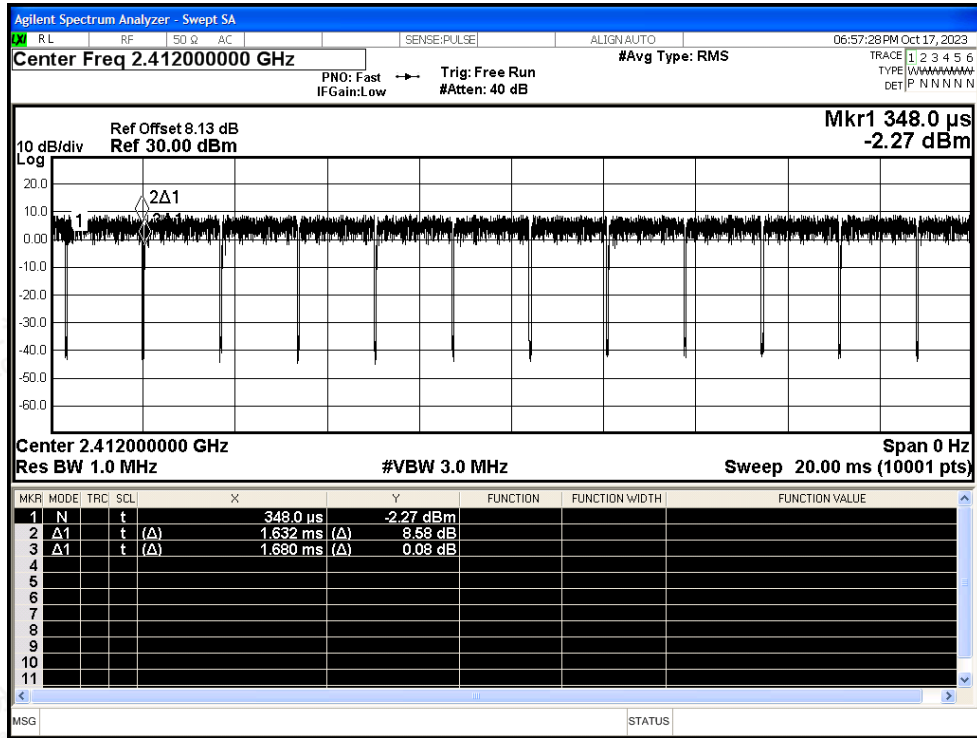 Agilent Spectrum Analyzer - Swept SA
LXI RL RF 50 Ω AC SENSE:PULSE ALIGN AUTO 06:57:28 PM Oct 17, 2023
Center Freq 2.412000000 GHz
PNO: Fast
IFGain:Low
Trig: Free Run
#Atten: 40 dB
#Avg Type: RMS
TRACE 1 2 3 4 5 6
TYPE WWWWWW
DET P N N N N N
Mkr1 348.0 µs
-2.27 dBm
Ref Offset 8.13 dB
10 dB/div Ref 30.00 dBm
Log
20.0
10.0
0.00
-10.0
-20.0
-30.0
-40.0
-50.0
-60.0
2Δ1
1
Center 2.412000000 GHz Span 0 Hz
Res BW 1.0 MHz #VBW 3.0 MHz Sweep 20.00 ms (10001 pts)
MKR MODE TRC SCL X Y FUNCTION FUNCTION WIDTH FUNCTION VALUE
1 N t 348.0 µs -2.27 dBm
2 Δ1 t (Δ) 1.632 ms (Δ) 8.58 dB
3 Δ1 t (Δ) 1.680 ms (Δ) 0.08 dB
4
5
6
7
8
9
10
11
MSG STATUS